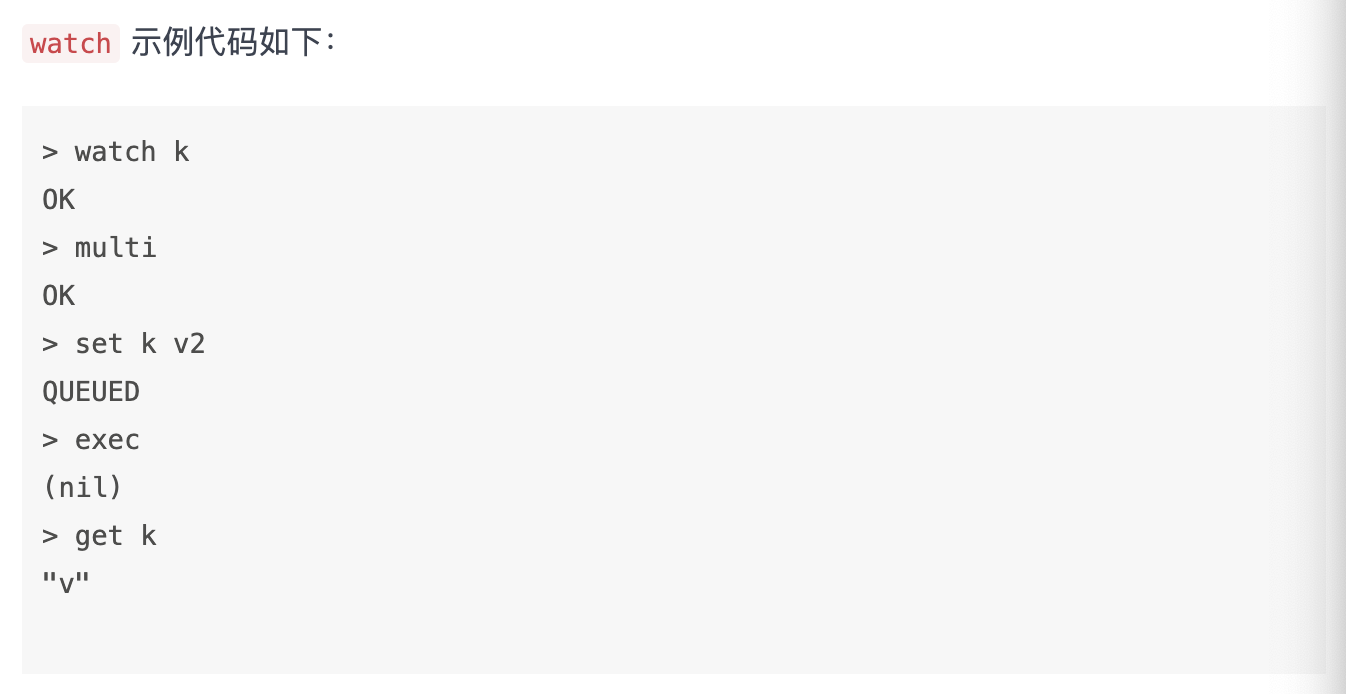 watch 示例代码如下：
> watch k
OK
> multi
OK
> set k v2
QUEUED
> exec
(nil)
> get k
"v"